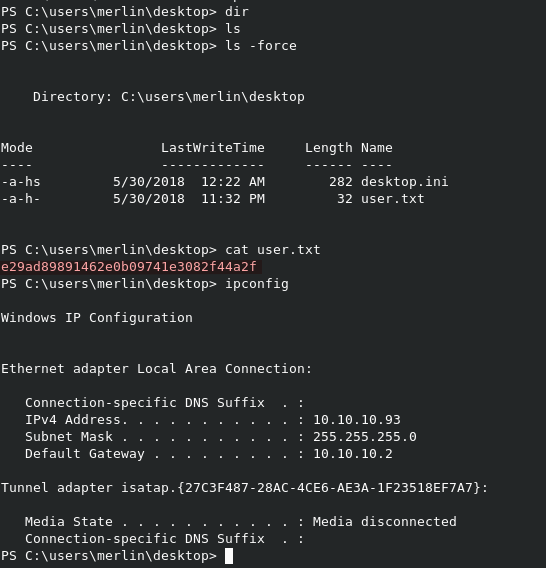 PS C:\users\merlin\desktop> dir
PS C:\users\merlin\desktop> ls
PS C:\users\merlin\desktop> ls -force
    Directory: C:\users\merlin\desktop
Mode                LastWriteTime     Length Name
----                -------------     ------ ----
-a-hs         5/30/2018  12:22 AM        282 desktop.ini
-a-h-         5/30/2018  11:32 PM         32 user.txt
PS C:\users\merlin\desktop> cat user.txt
e29ad89891462e0b09741e3082f44a2f
PS C:\users\merlin\desktop> ipconfig
Windows IP Configuration
Ethernet adapter Local Area Connection:
   Connection-specific DNS Suffix  . :
   IPv4 Address. . . . . . . . . . . : 10.10.10.93
   Subnet Mask . . . . . . . . . . . : 255.255.255.0
   Default Gateway . . . . . . . . . : 10.10.10.2
Tunnel adapter isatap.{27C3F487-28AC-4CE6-AE3A-1F23518EF7A7}:
   Media State . . . . . . . . . . . : Media disconnected
   Connection-specific DNS Suffix  . :
PS C:\users\merlin\desktop>